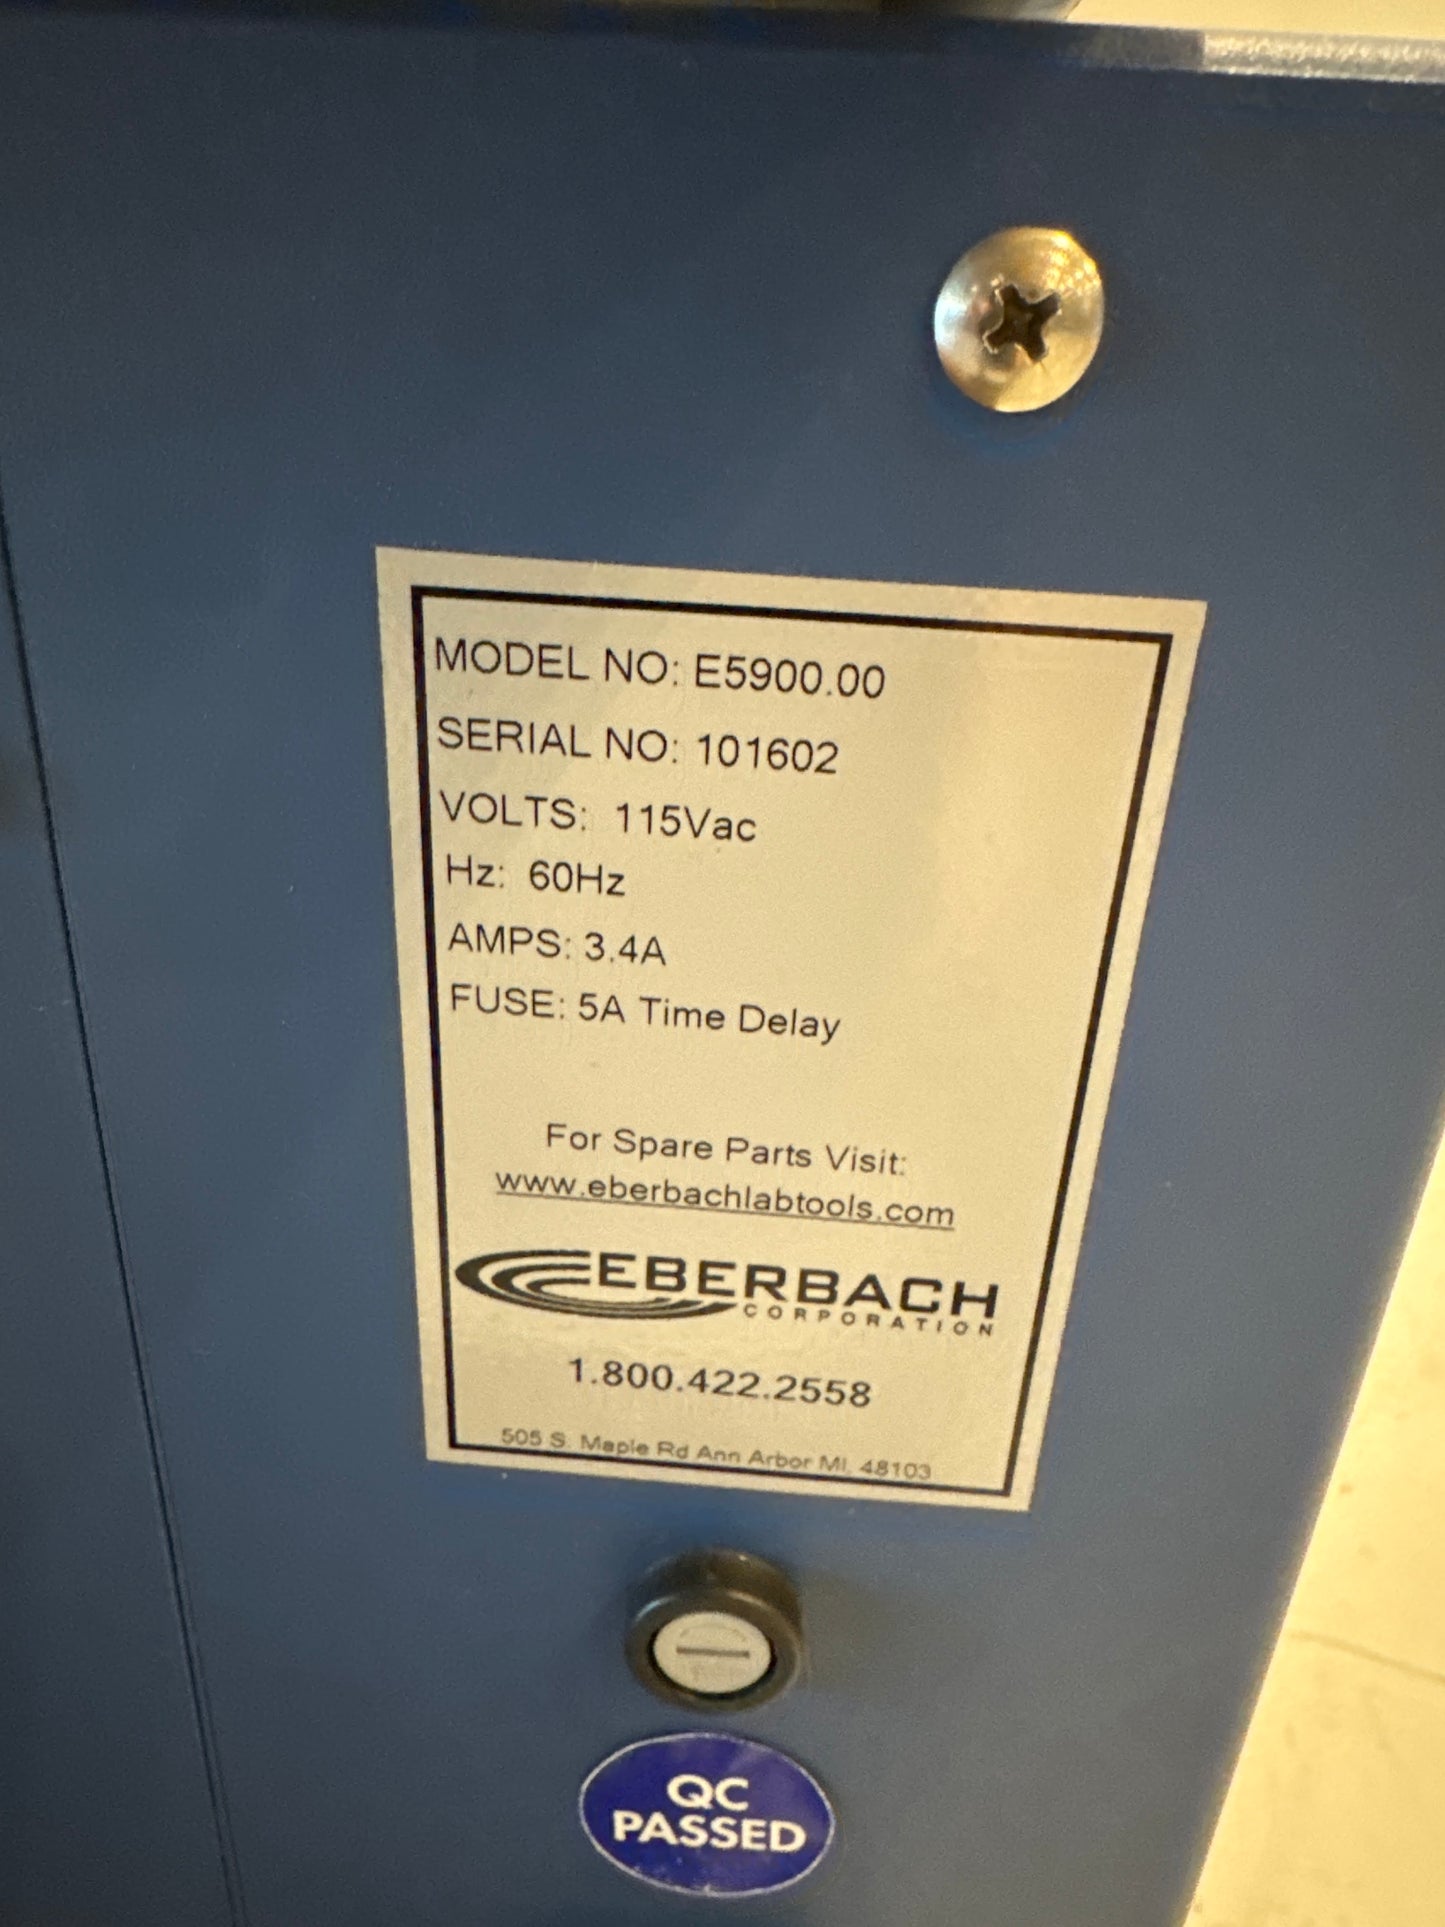 MODEL NO: E5900.00
SERIAL NO: 101602
VOLTS: 115Vac
Hz: 60Hz
AMPS: 3.4A
FUSE: 5A Time Delay
For Spare Parts Visit:
www.eberbachlabtools.com
EBERBACH
CORPORATION
1.800.422.2558
505 S. Maple Rd Ann Arbor MI, 48103
QC
PASSED